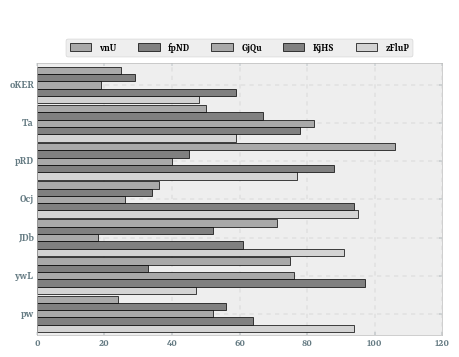 vnU fpND GjQu KjHS zFluP
oKER
Ta
pRD
Ocj
JDb
ywL
pw
0 20 40 60 80 100 120